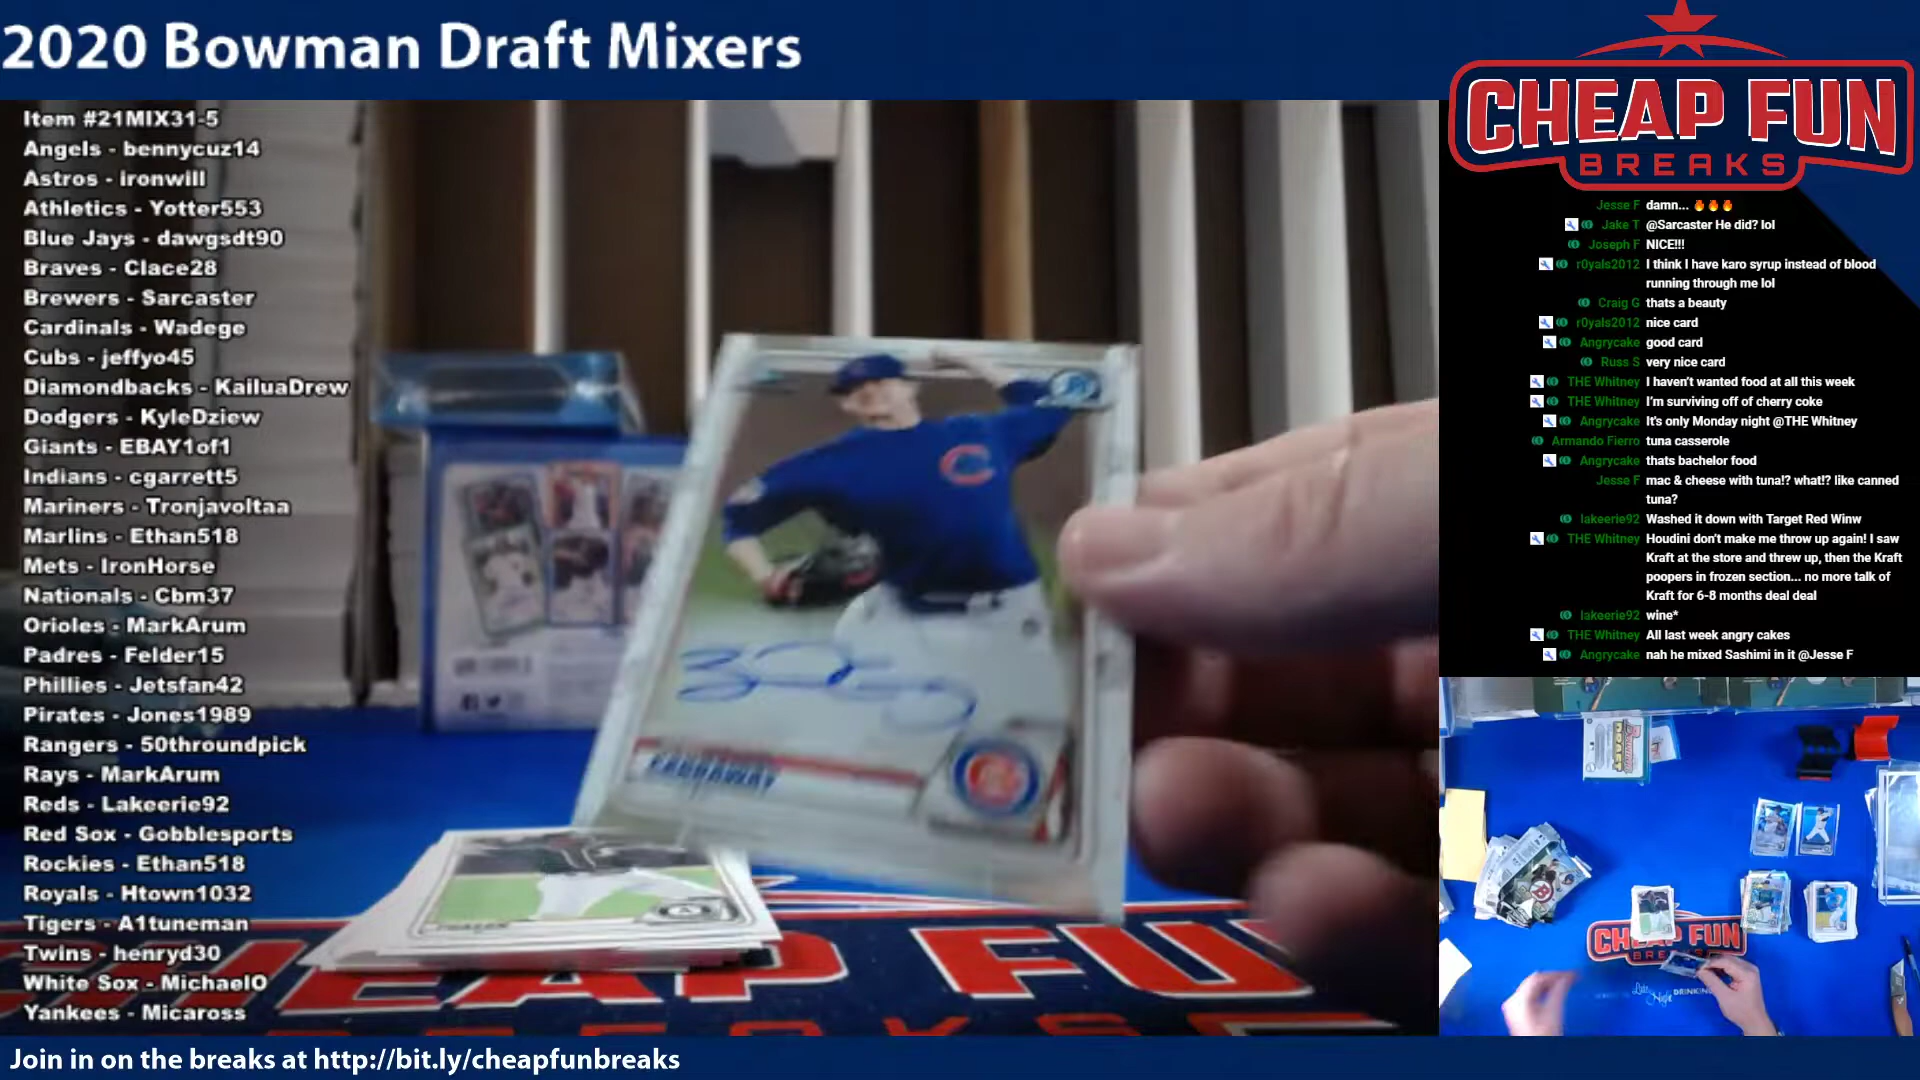 2020 Bowman Draft Mixers
Item #21MIX31-5
Angels - bennycuz14
Astros - ironwill
Athletics - Yotter553
Blue Jays - dawgsdt90
Braves - Clace28
Brewers - Sarcaster
Cardinals - Wadege
Cubs - jeffyo45
Diamondbacks - KailuaDrew
Dodgers - KyleDziew
Giants - EBAY1of1
Indians - cgarrett5
Mariners - Tronjavoltaa
Marlins - Ethan518
Mets - IronHorse
Nationals - Cbm37
Orioles - MarkArum
Padres - Felder15
Phillies - Jetsfan42
Pirates - Jones1989
Rangers - 50throundpick
Rays - MarkArum
Reds - Lakeerie92
Red Sox - Gobblesports
Rockies - Ethan518
Royals - Htown1032
Tigers - A1tuneman
Twins - henryd30
White Sox - MichaelO
Yankees - Micaross
CHEAP FUN
BREAKS
Join in on the breaks at http://bit.ly/cheapfunbreaks
CHEAP FUN
BREAKS
Jesse F damn...
Jake T @Sarcaster He did? lol
Joseph F NICE!!!
r0yals2012 I think I have karo syrup instead of blood
running through me lol
Craig G thats a beauty
r0yals2012 nice card
Angrycake good card
Russ S very nice card
THE Whitney I haven't wanted food at all this week
THE Whitney I'm surviving off of cherry coke
Angrycake It's only Monday night @THE Whitney
Armando Fierro tuna casserole
Angrycake thats bachelor food
Jesse F mac & cheese with tuna!? what!? like canned
tuna?
lakeerie92 Washed it down with Target Red Winw
THE Whitney Houdini don't make me throw up again! I saw
Kraft at the store and threw up, then the Kraft
poopers in frozen section... no more talk of
Kraft for 6-8 months deal deal
lakeerie92 wine*
THE Whitney All last week angry cakes
Angrycake nah he mixed Sashimi in it @Jesse F
DRAFT
CHEAP FUN